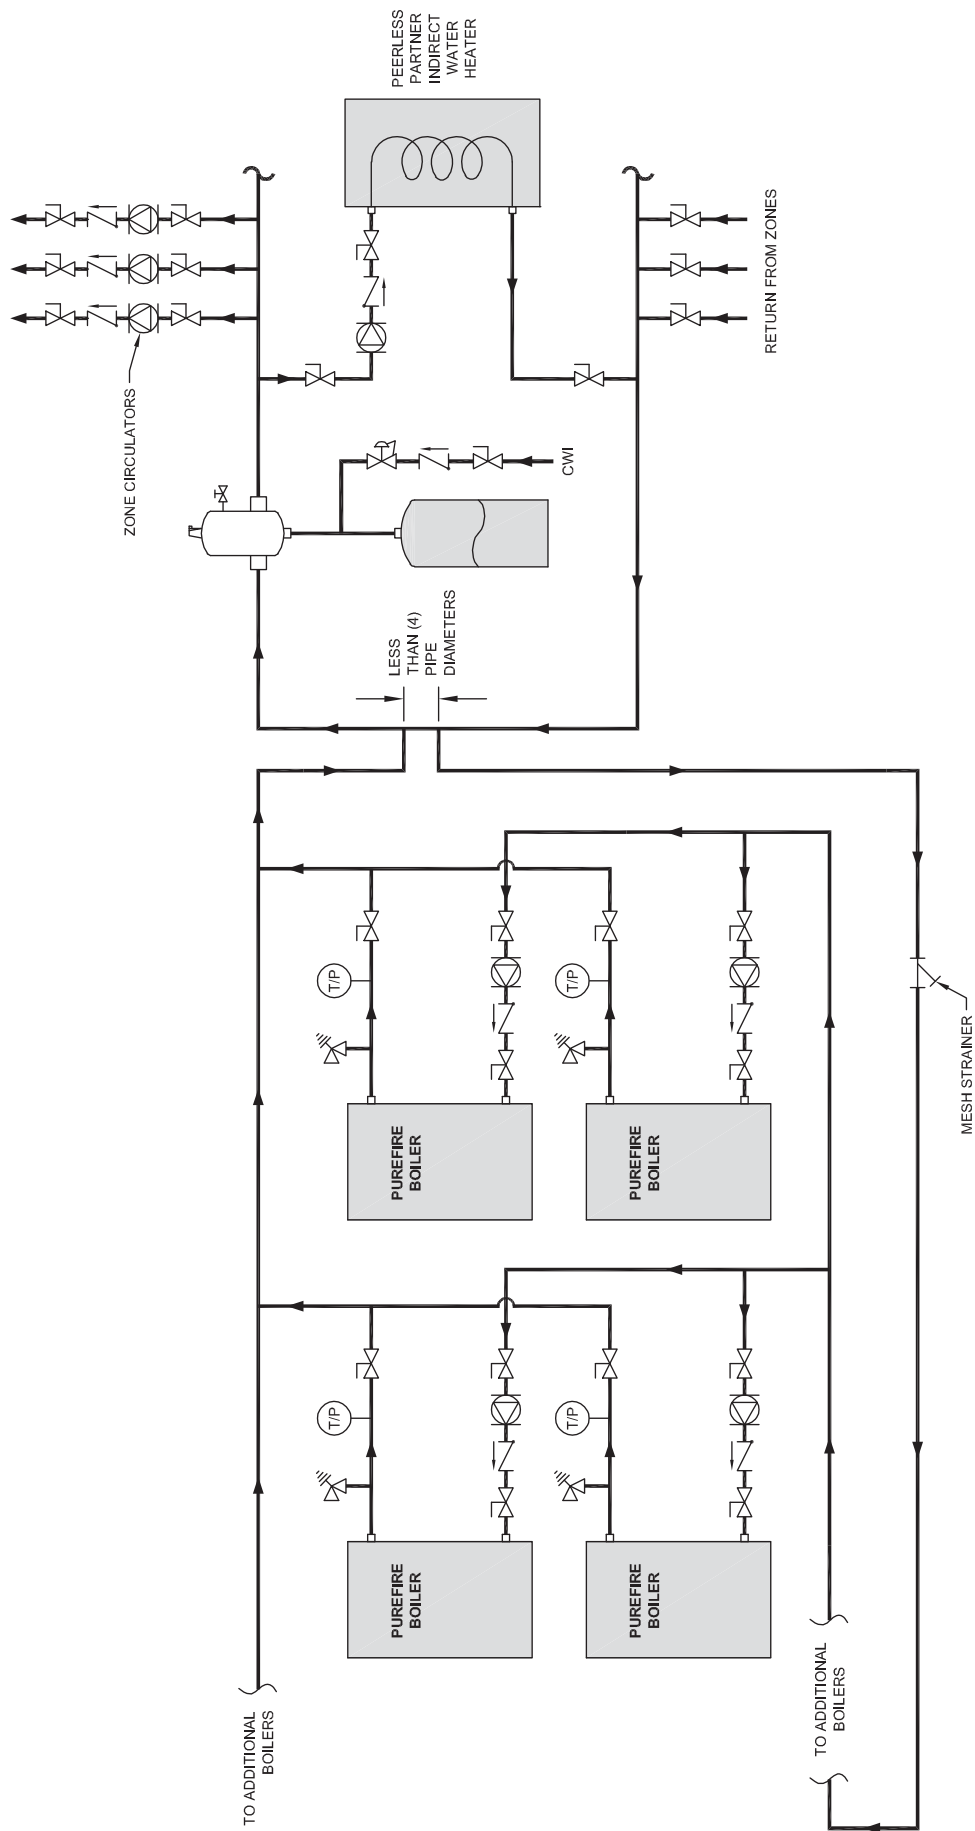 PEERLESS
PARTNER
INDIRECT
WATER
HEATER
ZONE CIRCULATORS
RETURN FROM ZONES
CWI
LESS
THAN (4)
PIPE
DIAMETERS
T/P
T/P
PUREFIRE
BOILER
PUREFIRE
BOILER
MESH STRAINER
T/P
T/P
PUREFIRE
BOILER
PUREFIRE
BOILER
TO ADDITIONAL
BOILERS
TO ADDITIONAL
BOILERS